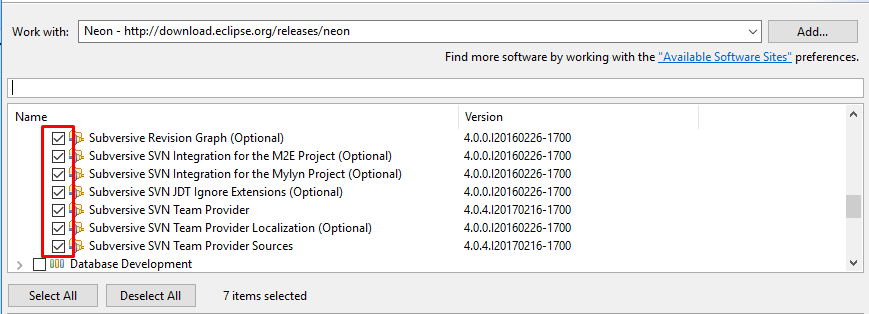 Work with: Neon - http://download.eclipse.org/releases/neon Add...
Find more software by working with the "Available Software Sites" preferences.
Name Version
Subversive Revision Graph (Optional) 4.0.0.I20160226-1700
Subversive SVN Integration for the M2E Project (Optional) 4.0.0.I20160226-1700
Subversive SVN Integration for the Mylyn Project (Optional) 4.0.0.I20160226-1700
Subversive SVN JDT Ignore Extensions (Optional) 4.0.0.I20160226-1700
Subversive SVN Team Provider 4.0.4.I20170216-1700
Subversive SVN Team Provider Localization (Optional) 4.0.0.I20160226-1700
Subversive SVN Team Provider Sources 4.0.4.I20170216-1700
Database Development
Select All Deselect All 7 items selected